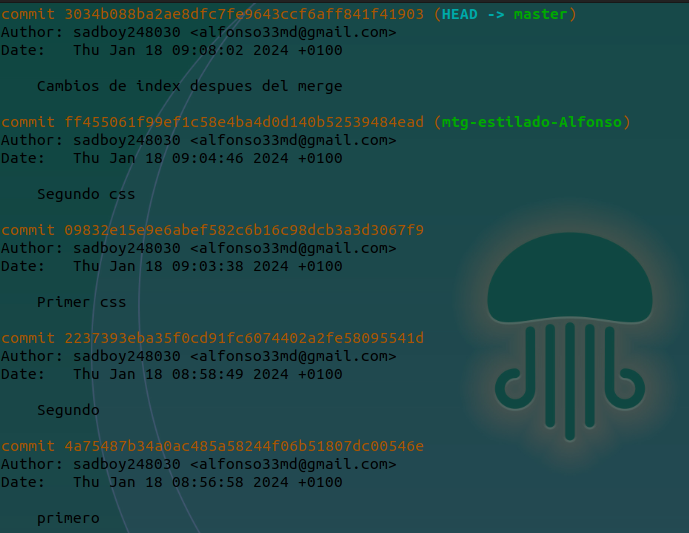 commit 3034b088ba2ae8dfc7fe9643ccf6aff841f41903 (HEAD -> master)
Author: sadboy248030 <alfonso33md@gmail.com>
Date:   Thu Jan 18 09:08:02 2024 +0100
Cambios de index despues del merge
commit ff455061f99ef1c58e4ba4d0d140b52539484ead (mtg-estilado-Alfonso)
Author: sadboy248030 <alfonso33md@gmail.com>
Date:   Thu Jan 18 09:04:46 2024 +0100
Segundo css
commit 09832e15e9e6abef582c6b16c98dcb3a3d3067f9
Author: sadboy248030 <alfonso33md@gmail.com>
Date:   Thu Jan 18 09:03:38 2024 +0100
Primer css
commit 2237393eba35f0cd91fc6074402a2fe58095541d
Author: sadboy248030 <alfonso33md@gmail.com>
Date:   Thu Jan 18 08:58:49 2024 +0100
Segundo
commit 4a75487b34a0ac485a58244f06b51807dc00546e
Author: sadboy248030 <alfonso33md@gmail.com>
Date:   Thu Jan 18 08:56:58 2024 +0100
primero